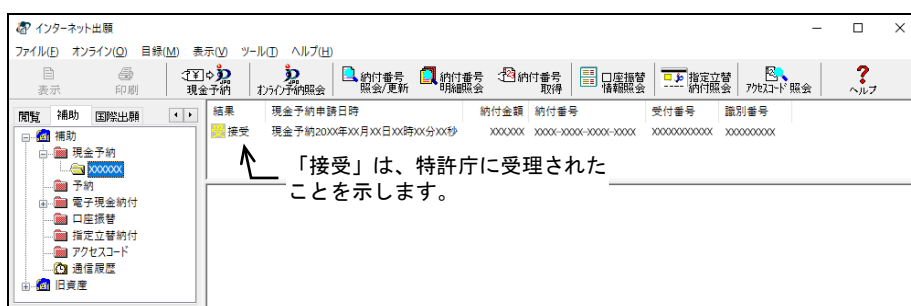 インターネット出願
ファイル(F) オンライン(O) 目録(M) 表示(V) ツール(T) ヘルプ(H)
表示 印刷 現金予納 オンライン予納照会 納付番号照会/更新 納付番号明細照会 納付番号取得 口座振替情報照会 指定立替納付照会 アクセスコード照会 ヘルプ
閲覧 補助 国際出願
結果 現金予納申請日時 納付金額 納付番号 受付番号 識別番号
接受 現金予納20XX年XX月XX日XX時XX分XX秒 XXXXXX XXXX-XXXX-XXXX-XXXX XXXXXXXXXXX XXXXXXXXX
補助
現金予納
XXXXXX
予納
電子現金納付
口座振替
指定立替納付
アクセスコード
通信履歴
旧資産
「接受」は、特許庁に受理された
ことを示します。